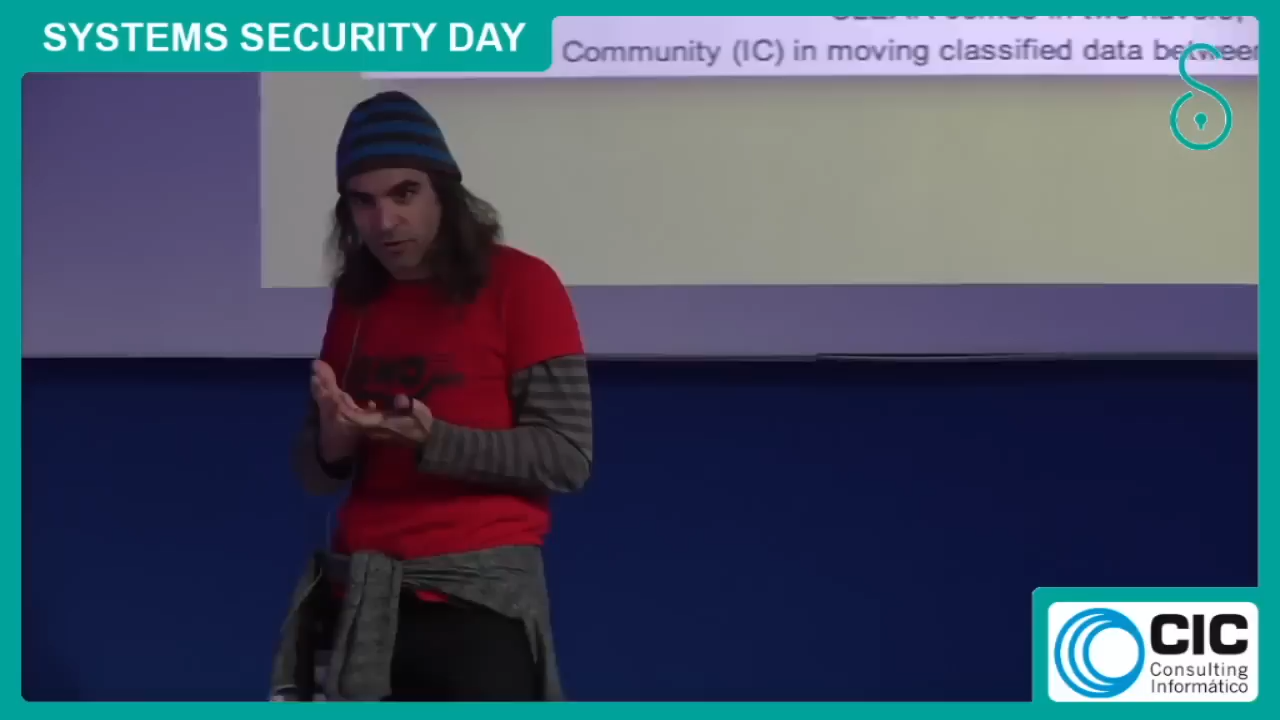 SYSTEMS SECURITY DAY
Community (IC) in moving classified data between
CIC
Consulting
Informático